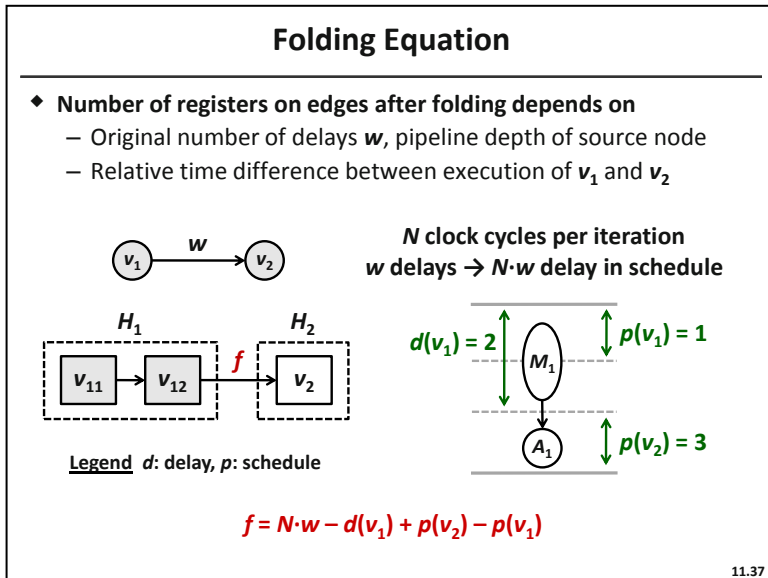 Folding Equation
◆ Number of registers on edges after folding depends on
– Original number of delays w, pipeline depth of source node
– Relative time difference between execution of v₁ and v₂
v₁ w v₂
N clock cycles per iteration
w delays → N·w delay in schedule
H₁ H₂
v₁₁ v₁₂ f v₂
d(v₁) = 2 M₁ p(v₁) = 1
A₁ p(v₂) = 3
Legend d: delay, p: schedule
f = N·w – d(v₁) + p(v₂) – p(v₁)
11.37